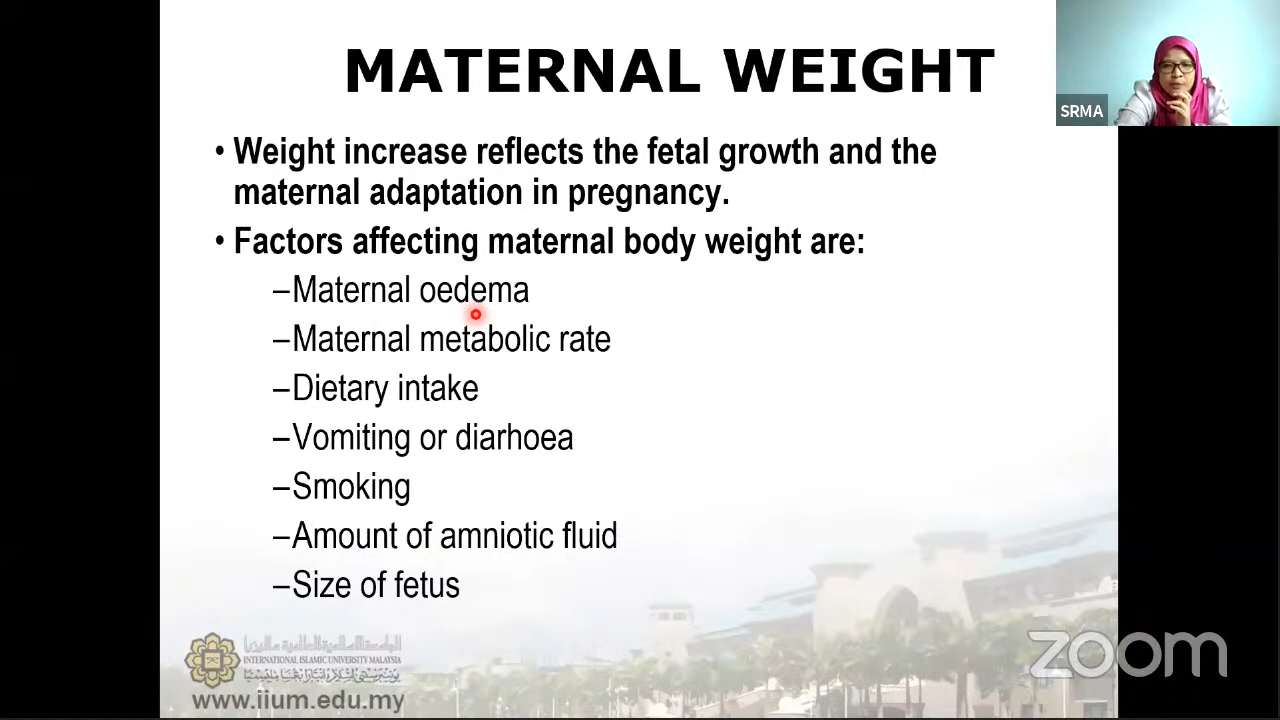 MATERNAL WEIGHT
SRMA
• Weight increase reflects the fetal growth and the
maternal adaptation in pregnancy.
• Factors affecting maternal body weight are:
–Maternal oedema
–Maternal metabolic rate
–Dietary intake
–Vomiting or diarhoea
–Smoking
–Amount of amniotic fluid
–Size of fetus
INTERNATIONAL ISLAMIC UNIVERSITY MALAYSIA
www.iium.edu.my
zoom